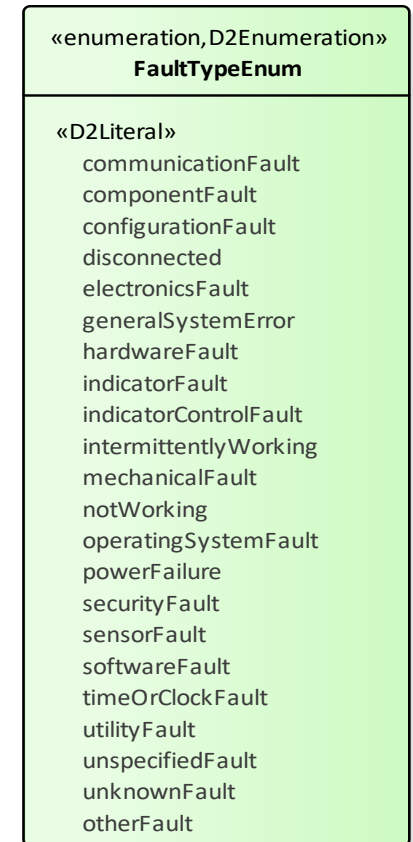 «enumeration,D2Enumeration»
FaultTypeEnum
«D2Literal»
communicationFault
componentFault
configurationFault
disconnected
electronicsFault
generalSystemError
hardwareFault
indicatorFault
indicatorControlFault
intermittentlyWorking
mechanicalFault
notWorking
operatingSystemFault
powerFailure
securityFault
sensorFault
softwareFault
timeOrClockFault
utilityFault
unspecifiedFault
unknownFault
otherFault